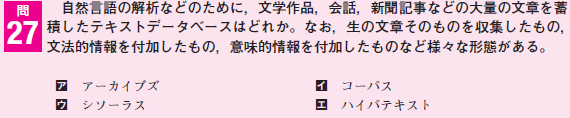 問27
自然言語の解析などのために，文学作品，会話，新聞記事などの大量の文章を蓄
積したテキストデータベースはどれか。なお，生の文章そのものを収集したもの，
文法的情報を付加したもの，意味的情報を付加したものなど様々な形態がある。
ア アーカイブズ イ コーパス
ウ シソーラス エ ハイパテキスト